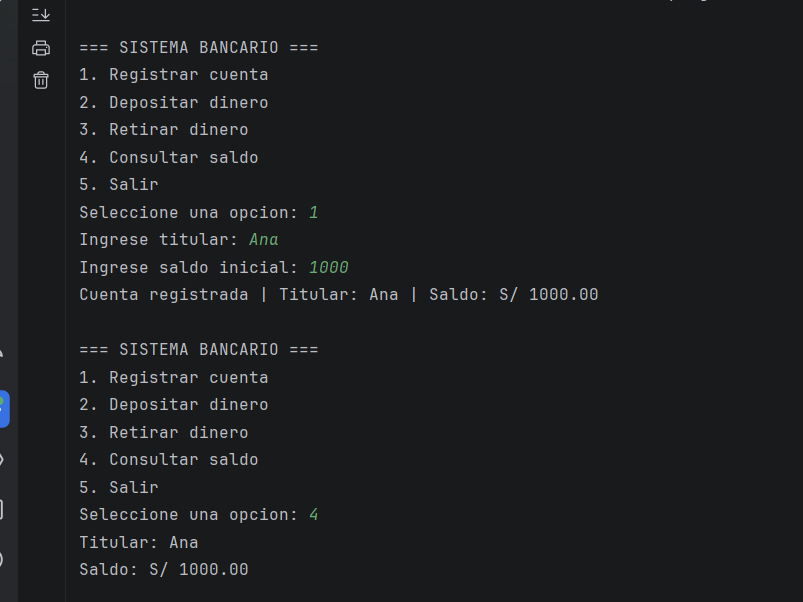 === SISTEMA BANCARIO ===
1. Registrar cuenta
2. Depositar dinero
3. Retirar dinero
4. Consultar saldo
5. Salir
Seleccione una opcion: 1
Ingrese titular: Ana
Ingrese saldo inicial: 1000
Cuenta registrada | Titular: Ana | Saldo: S/ 1000.00
=== SISTEMA BANCARIO ===
1. Registrar cuenta
2. Depositar dinero
3. Retirar dinero
4. Consultar saldo
5. Salir
Seleccione una opcion: 4
Titular: Ana
Saldo: S/ 1000.00